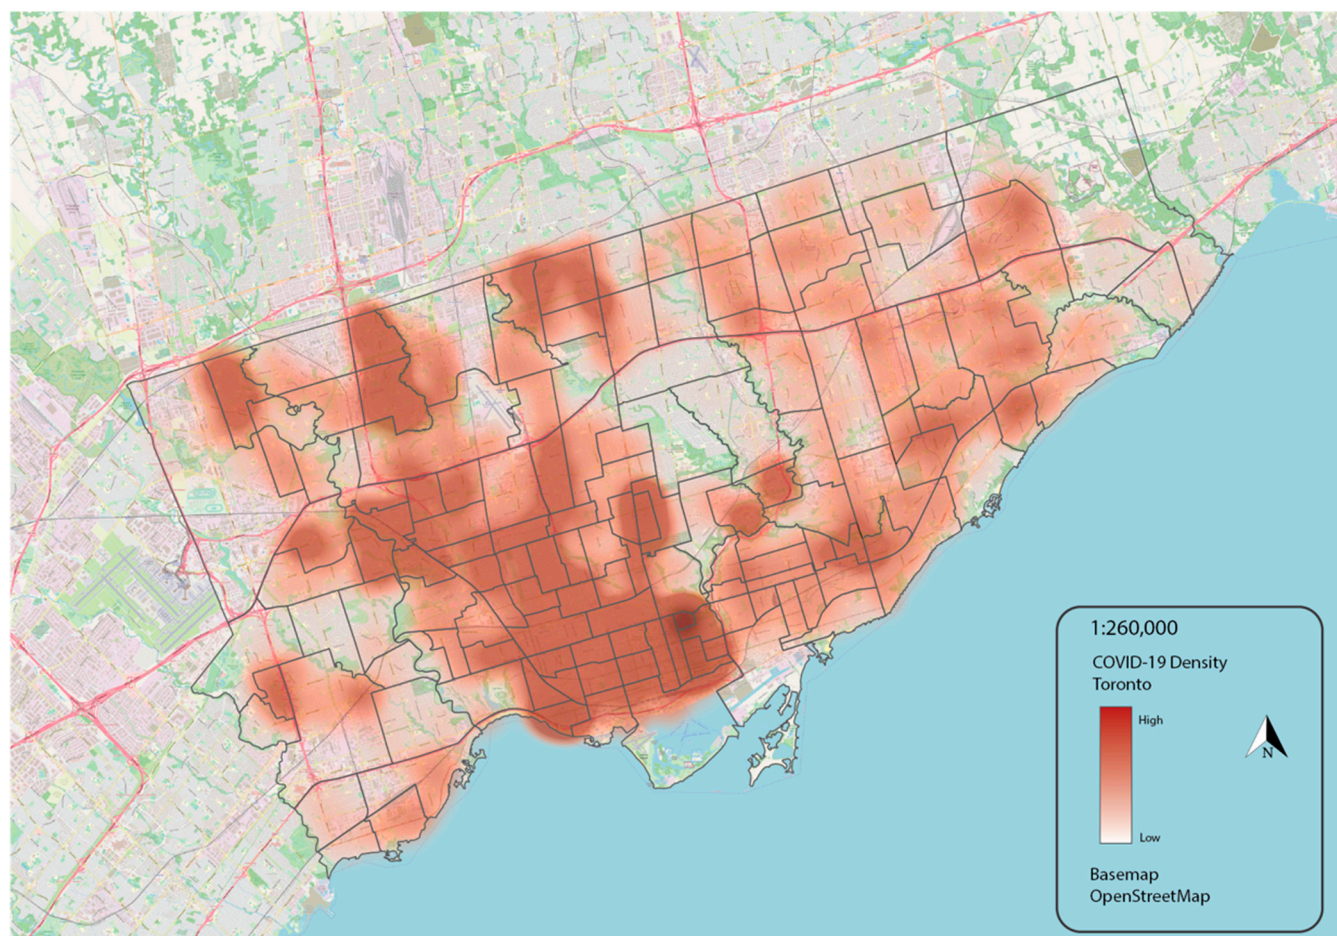 1:260,000
COVID-19 Density
Toronto
High
Low
N
Basemap
OpenStreetMap